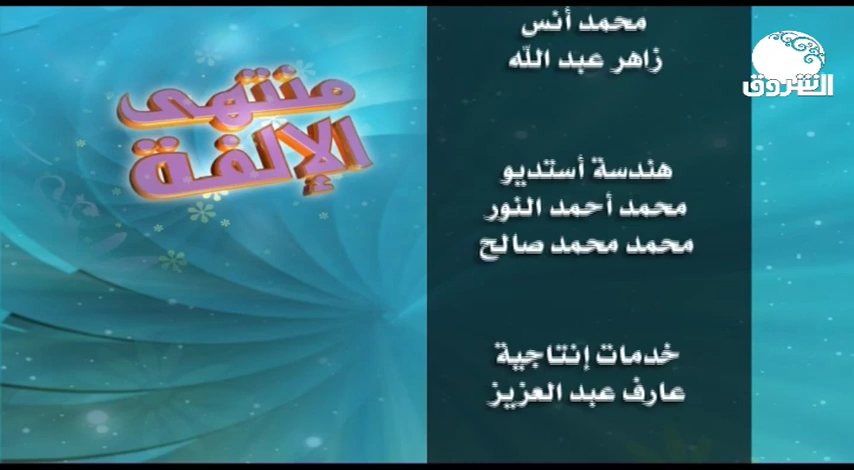 محمد أنس
زاهر عبد الله
الشروق
منتهى
الإلفة
هندسة أستديو
محمد أحمد النور
محمد محمد صالح
خدمات إنتاجية
عارف عبد العزيز